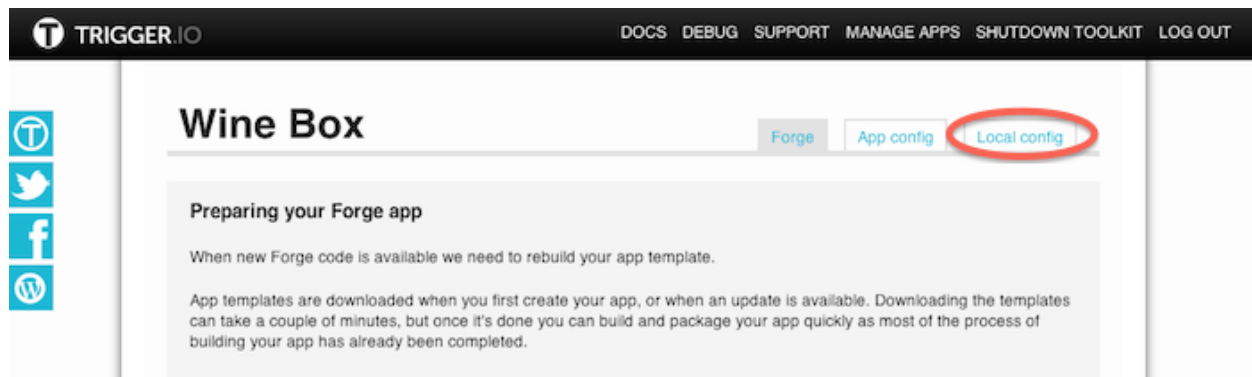 TRIGGER.IO DOCS DEBUG SUPPORT MANAGE APPS SHUTDOWN TOOLKIT LOG OUT
Wine Box
Forge App config Local config
Preparing your Forge app
When new Forge code is available we need to rebuild your app template.
App templates are downloaded when you first create your app, or when an update is available. Downloading the templates
can take a couple of minutes, but once it's done you can build and package your app quickly as most of the process of
building your app has already been completed.